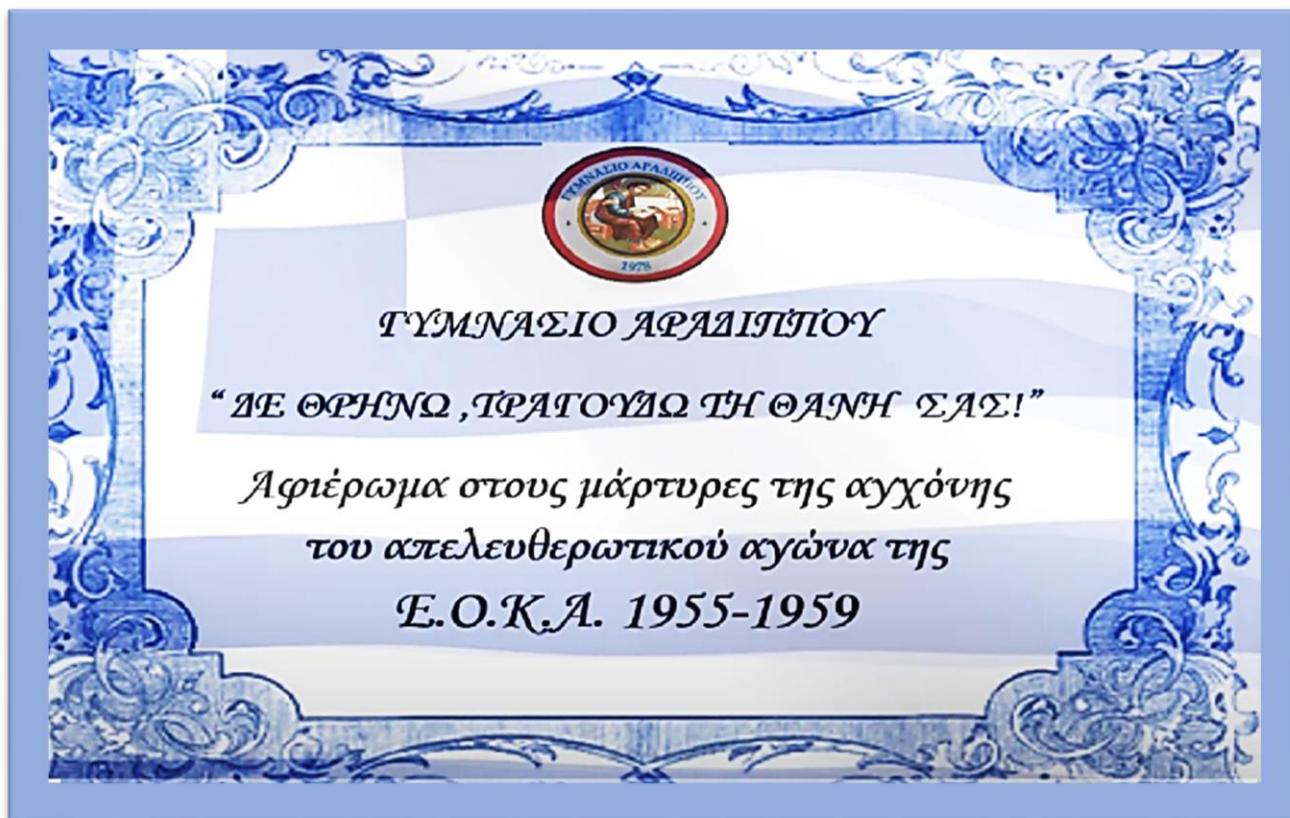 ΓΥΜΝΑΣΙΟ ΑΡΑΔΙΠΠΟΥ
1978
ΓΥΜΝΑΣΙΟ ΑΡΑΔΙΠΠΟΥ
“ ΔΕ ΘΡΗΝΩ ,ΤΡΑΓΟΥΔΩ ΤΗ ΘΑΝΗ ΣΑΣ!”
Αφιέρωμα στους μάρτυρες της αγχόνης
του απελευθερωτικού αγώνα της
Ε.Ο.Κ.Α. 1955-1959